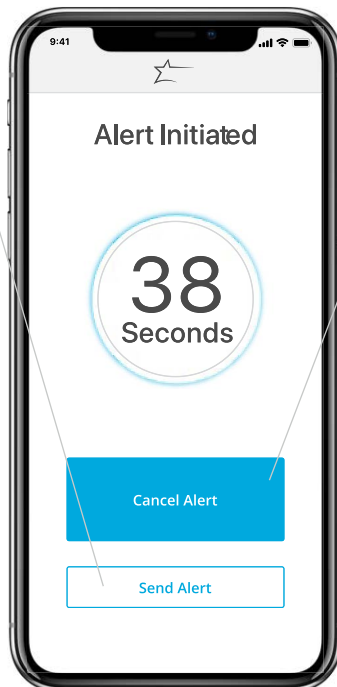 9:41
Alert Initiated
38
Seconds
Cancel Alert
Send Alert